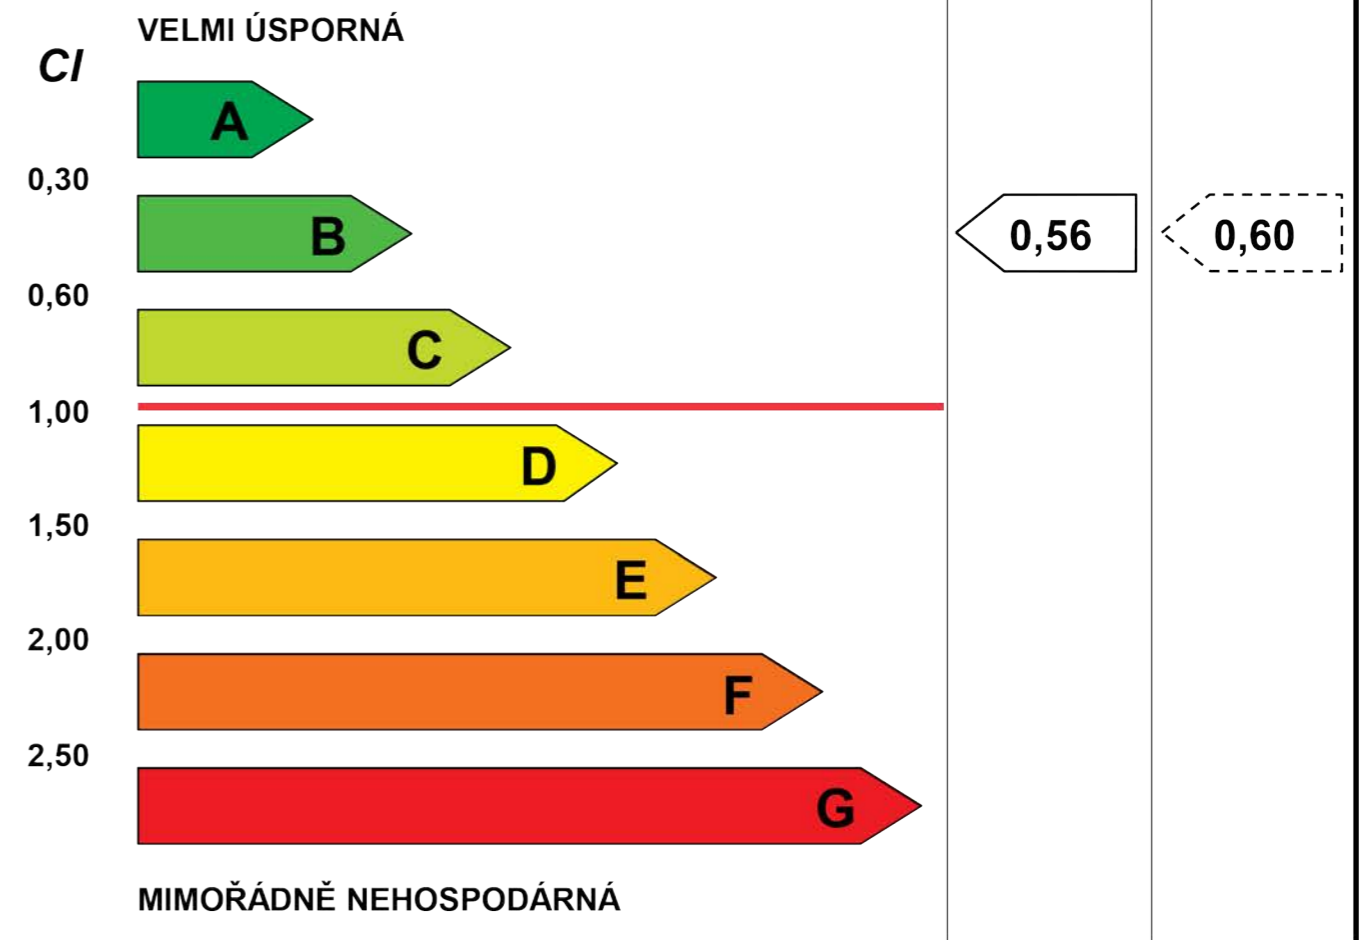 VELMI ÚSPORNÁ
CI
A
0,30
B
0,56
0,60
0,60
C
1,00
D
1,50
E
2,00
F
2,50
G
MIMOŘÁDNĚ NEHOSPODÁRNÁ